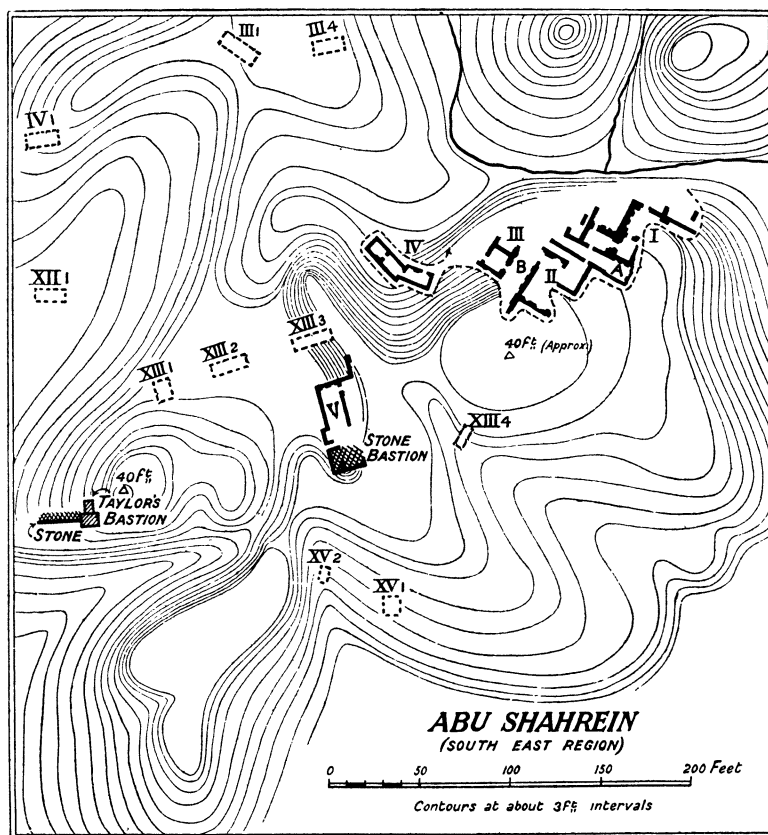 III1
III4
IV1
IV
III
I
B
II
A
XII1
XIII3
40ft. (Approx.)
XIII1
XIII2
V
XIII4
STONE
BASTION
40ft.
TAYLOR'S
BASTION
STONE
XV2
XV1
ABU SHAHREIN
(SOUTH EAST REGION)
0 50 100 150 200 Feet
Contours at about 3ft. intervals